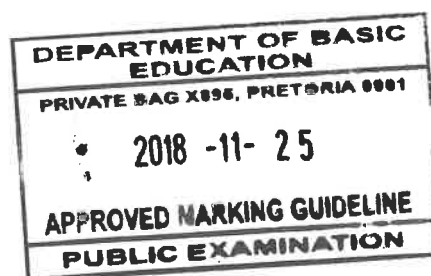 DEPARTMENT OF BASIC
EDUCATION
PRIVATE BAG X895, PRETORIA 0001
2018 -11- 25
APPROVED MARKING GUIDELINE
PUBLIC EXAMINATION